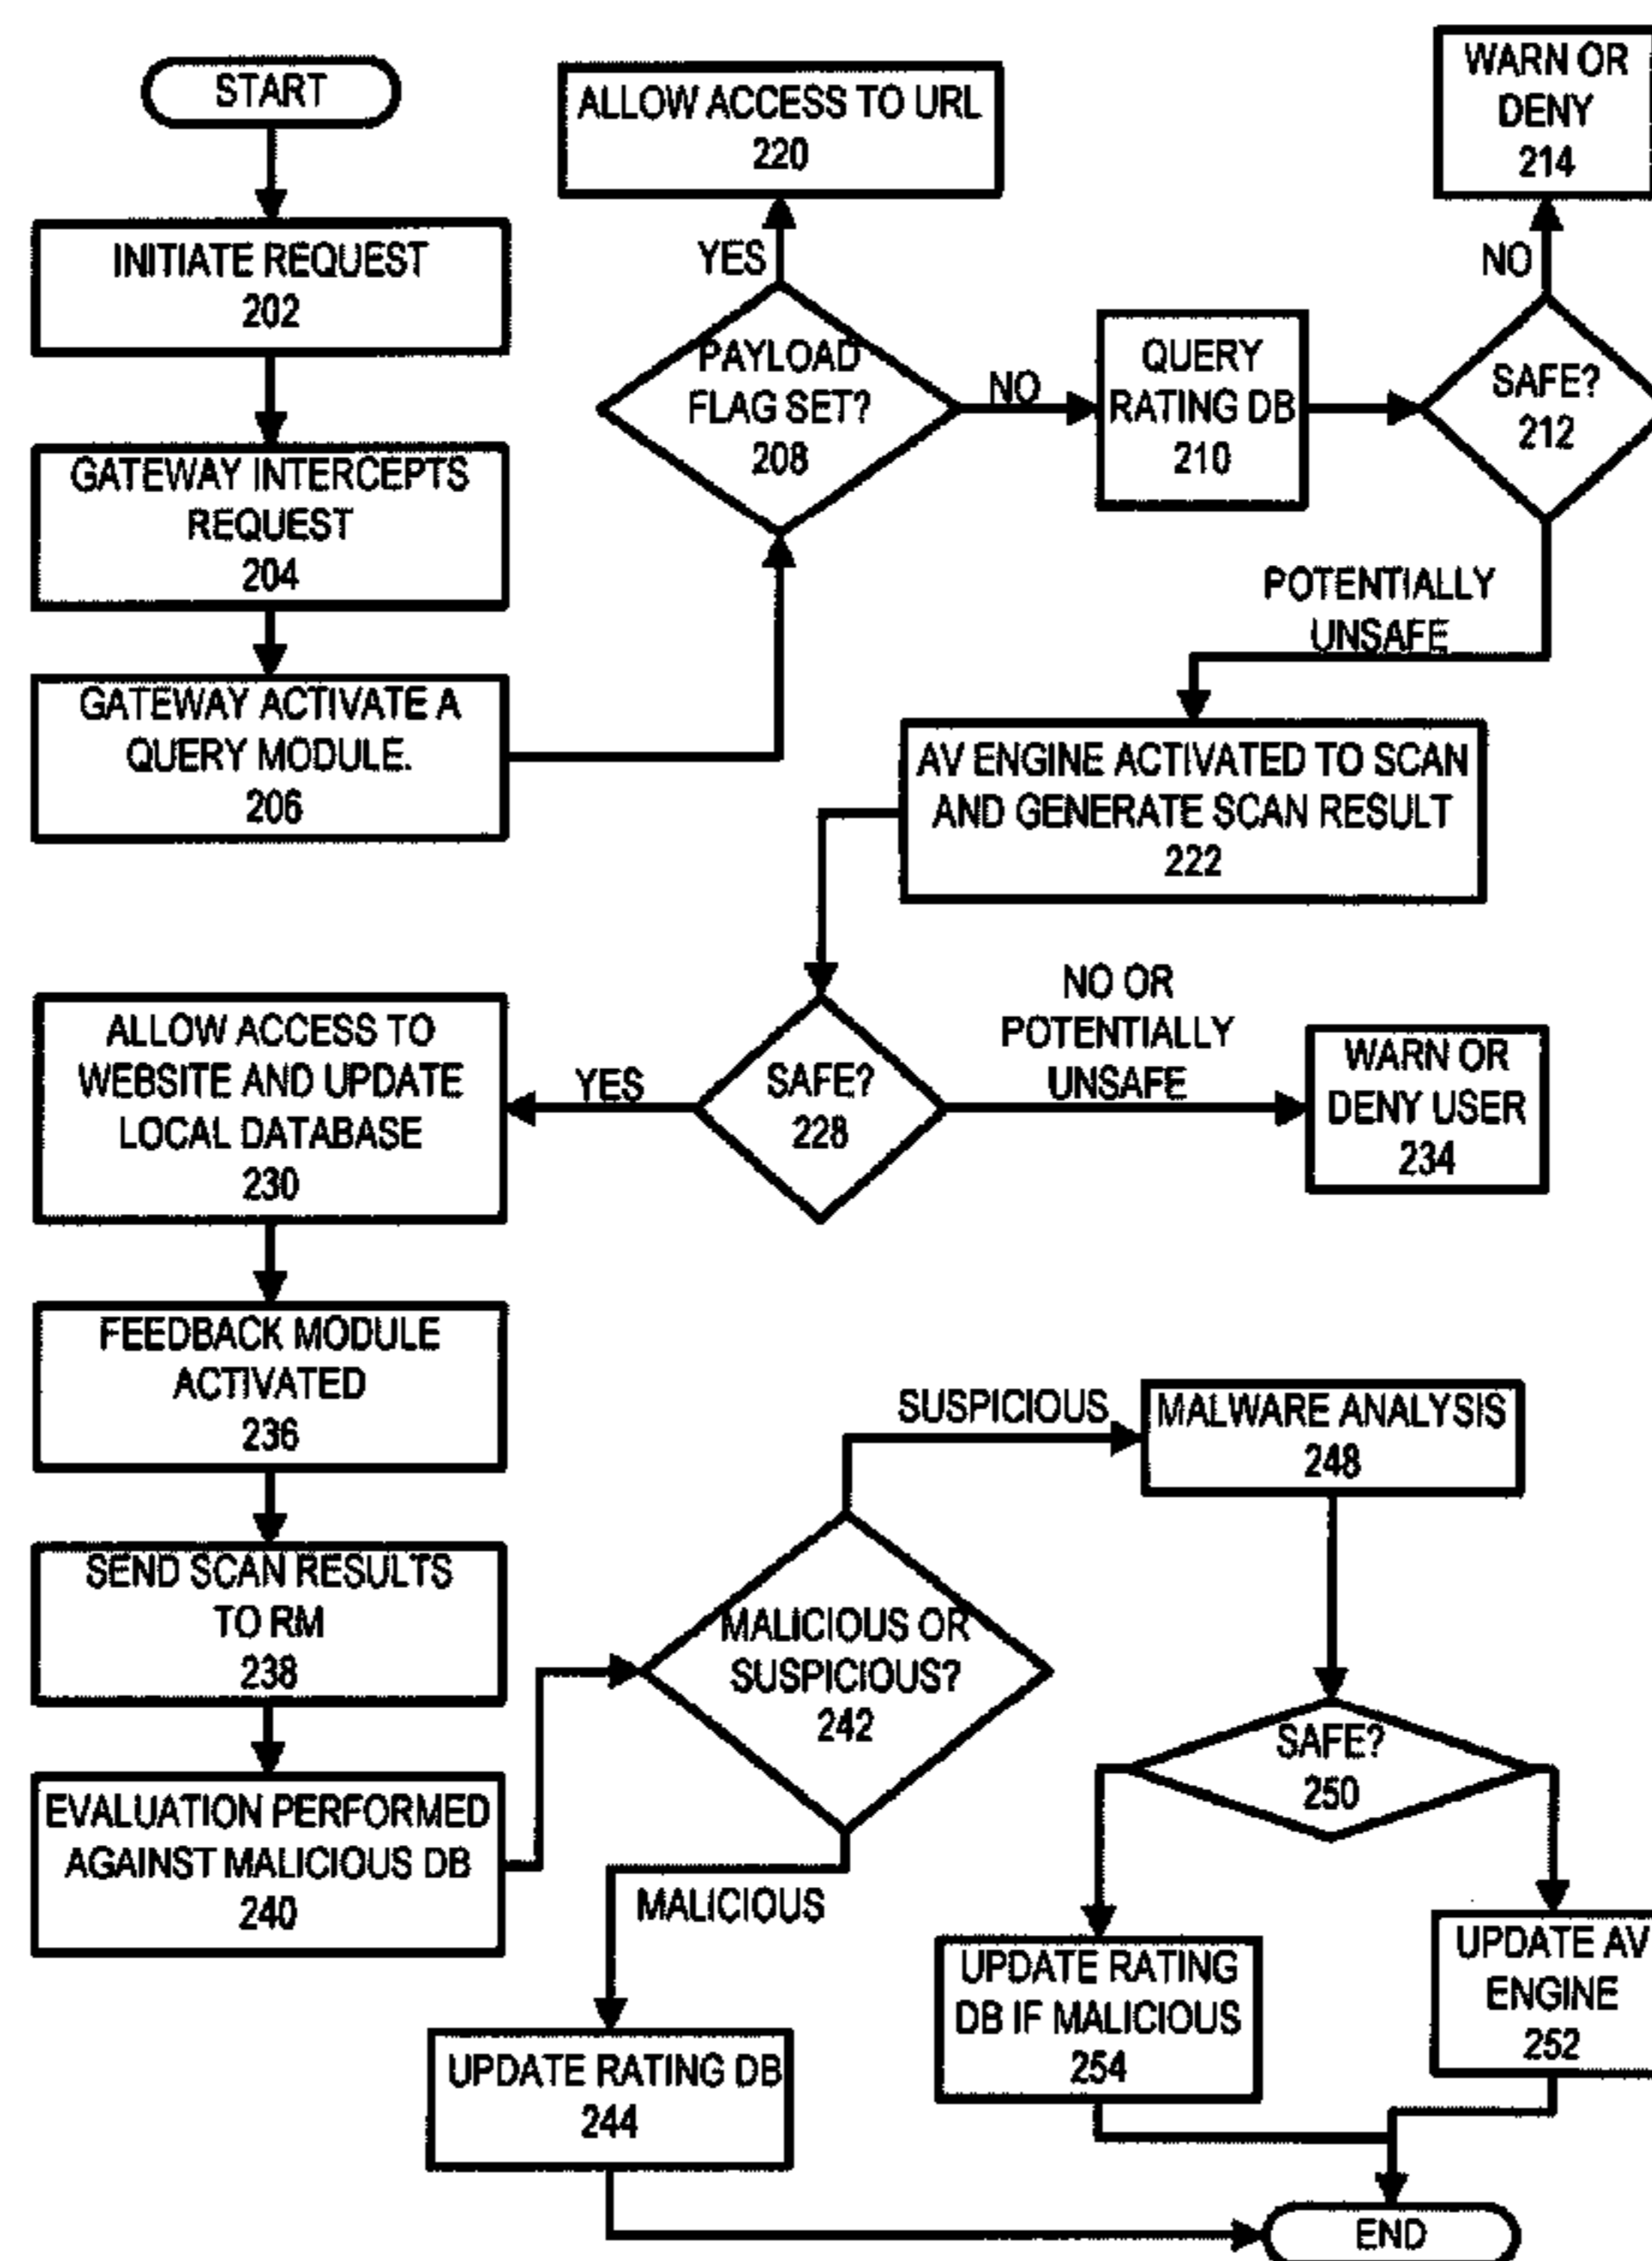 START
INITIATE REQUEST
202
GATEWAY INTERCEPTS
REQUEST
204
GATEWAY ACTIVATE A
QUERY MODULE.
206
ALLOW ACCESS TO URL
220
YES
PAYLOAD
FLAG SET?
208
NO
QUERY
RATING DB
210
WARN OR
DENY
214
NO
SAFE?
212
POTENTIALLY
UNSAFE
AV ENGINE ACTIVATED TO SCAN
AND GENERATE SCAN RESULT
222
SAFE?
228
NO OR
POTENTIALLY
UNSAFE
WARN OR
DENY USER
234
YES
ALLOW ACCESS TO
WEBSITE AND UPDATE
LOCAL DATABASE
230
FEEDBACK MODULE
ACTIVATED
236
SEND SCAN RESULTS
TO RM
238
EVALUATION PERFORMED
AGAINST MALICIOUS DB
240
MALICIOUS OR
SUSPICIOUS?
242
SUSPICIOUS
MALWARE ANALYSIS
248
MALICIOUS
UPDATE RATING DB
244
SAFE?
250
UPDATE RATING
DB IF MALICIOUS
254
UPDATE AV
ENGINE
252
END